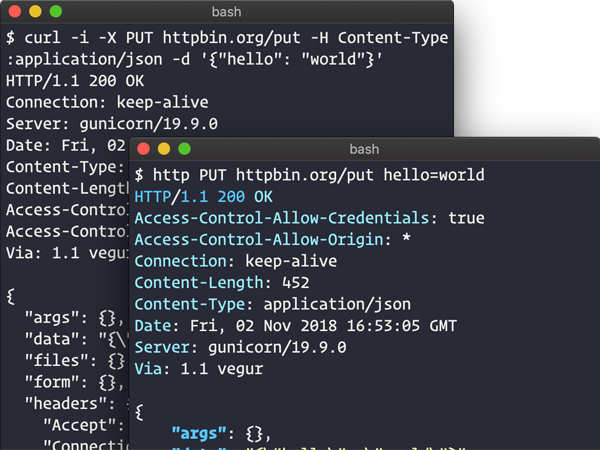 bash
$ curl -i -X PUT httpbin.org/put -H Content-Type
:application/json -d '{"hello": "world"}'
HTTP/1.1 200 OK
Connection: keep-alive
Server: gunicorn/19.9.0
Date: Fri, 02
Content-Type:
Content-Length
Access-Control
Access-Control
Via: 1.1 vegur
{
"args": {},
"data": "{\"
"files": {}
"form": {},
"headers":
"Accept":
"Connectio
bash
$ http PUT httpbin.org/put hello=world
HTTP/1.1 200 OK
Access-Control-Allow-Credentials: true
Access-Control-Allow-Origin: *
Connection: keep-alive
Content-Length: 452
Content-Type: application/json
Date: Fri, 02 Nov 2018 16:53:05 GMT
Server: gunicorn/19.9.0
Via: 1.1 vegur
{
"args": {},